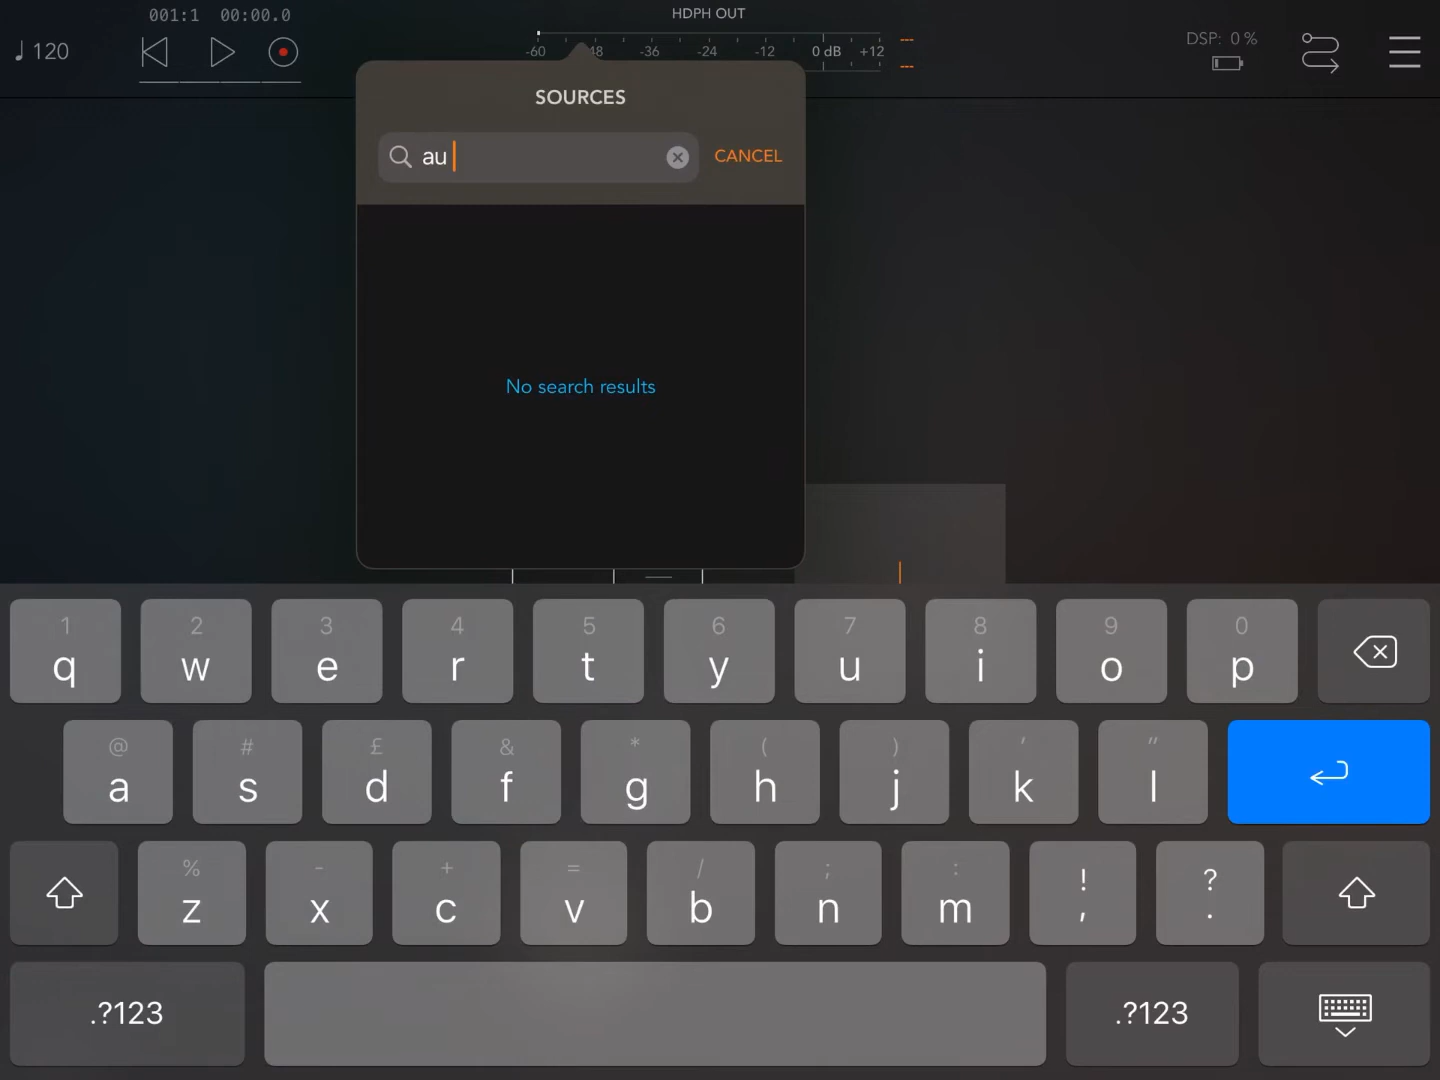 001:1 00:00.0
HDPH OUT
♩ 120
-60 48 -36 -24 -12 0 dB +12
---
---
DSP: 0 %
SOURCES
au
CANCEL
No search results
1 2 3 4 5 6 7 8 9 0
q w e r t y u i o p
@ # £ & * ( ) ' "
a s d f g h j k l
% - + = / ; : ! ?
z x c v b n m , .
.?123 .?123